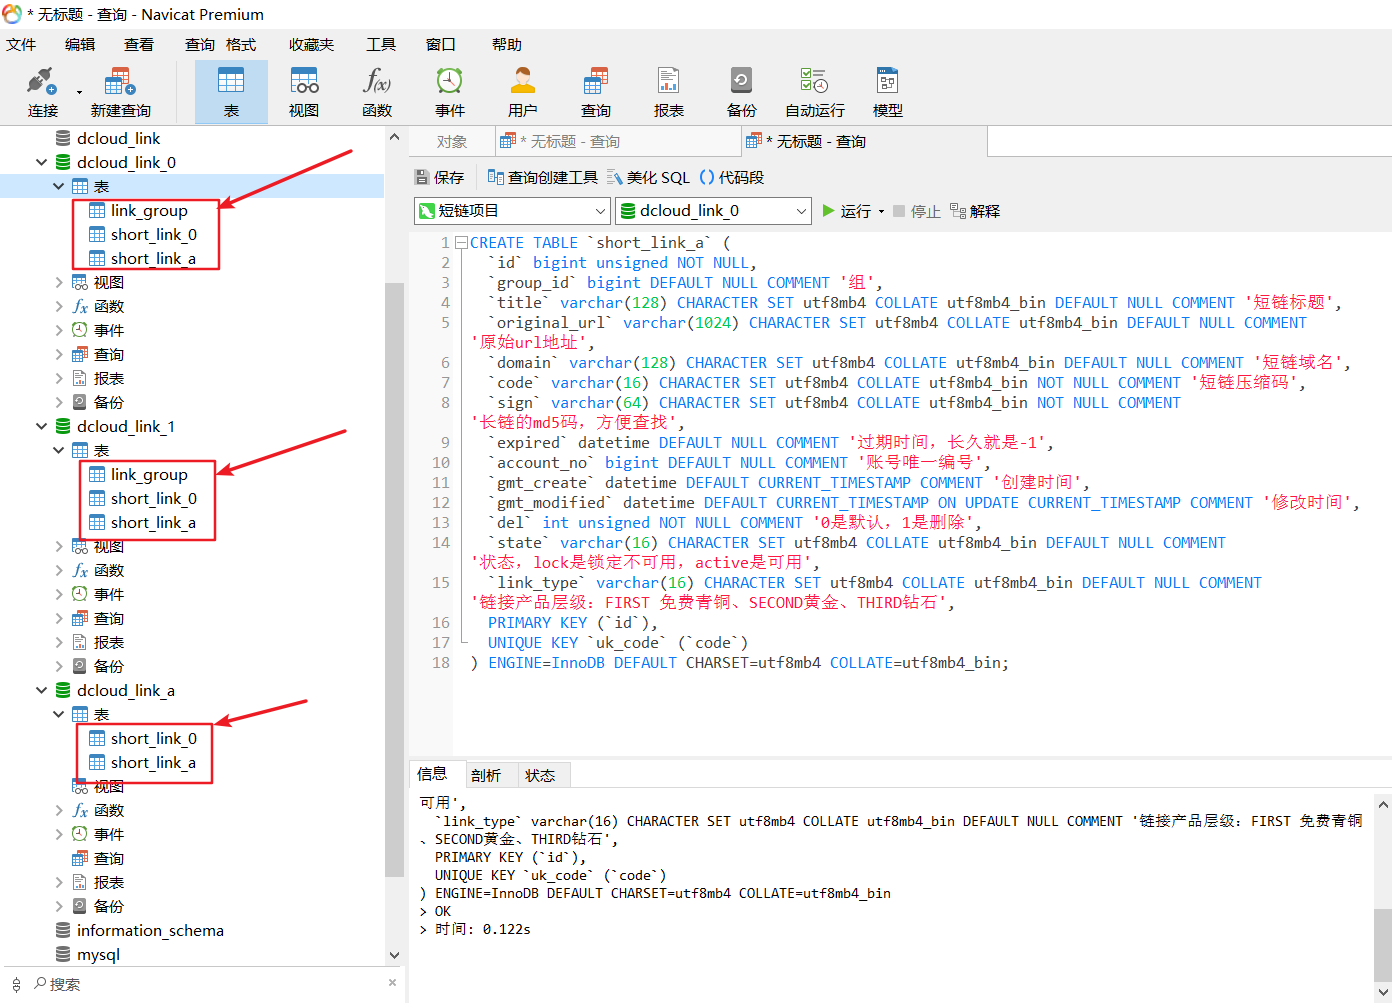 * 无标题 - 查询 - Navicat Premium
文件 编辑 查看 查询 格式 收藏夹 工具 窗口 帮助
连接 新建查询 表 视图 函数 事件 用户 查询 报表 备份 自动运行 模型
dcloud_link
dcloud_link_0
表
link_group
short_link_0
short_link_a
视图
函数
事件
查询
报表
备份
dcloud_link_1
表
link_group
short_link_0
short_link_a
视图
函数
事件
查询
报表
备份
dcloud_link_a
表
short_link_0
short_link_a
视图
函数
事件
查询
报表
备份
information_schema
mysql
搜索
对象 * 无标题 - 查询 * 无标题 - 查询
保存 查询创建工具 美化 SQL () 代码段
短链项目 dcloud_link_0 运行 停止 解释
1 CREATE TABLE `short_link_a` (
2 `id` bigint unsigned NOT NULL,
3 `group_id` bigint DEFAULT NULL COMMENT '组',
4 `title` varchar(128) CHARACTER SET utf8mb4 COLLATE utf8mb4_bin DEFAULT NULL COMMENT '短链标题',
5 `original_url` varchar(1024) CHARACTER SET utf8mb4 COLLATE utf8mb4_bin DEFAULT NULL COMMENT
'原始url地址',
6 `domain` varchar(128) CHARACTER SET utf8mb4 COLLATE utf8mb4_bin DEFAULT NULL COMMENT '短链域名',
7 `code` varchar(16) CHARACTER SET utf8mb4 COLLATE utf8mb4_bin NOT NULL COMMENT '短链压缩码',
8 `sign` varchar(64) CHARACTER SET utf8mb4 COLLATE utf8mb4_bin NOT NULL COMMENT
'长链的md5码，方便查找',
9 `expired` datetime DEFAULT NULL COMMENT '过期时间，长久就是-1',
10 `account_no` bigint DEFAULT NULL COMMENT '账号唯一编号',
11 `gmt_create` datetime DEFAULT CURRENT_TIMESTAMP COMMENT '创建时间',
12 `gmt_modified` datetime DEFAULT CURRENT_TIMESTAMP ON UPDATE CURRENT_TIMESTAMP COMMENT '修改时间',
13 `del` int unsigned NOT NULL COMMENT '0是默认，1是删除',
14 `state` varchar(16) CHARACTER SET utf8mb4 COLLATE utf8mb4_bin DEFAULT NULL COMMENT
'状态，lock是锁定不可用，active是可用',
15 `link_type` varchar(16) CHARACTER SET utf8mb4 COLLATE utf8mb4_bin DEFAULT NULL COMMENT
'链接产品层级：FIRST 免费青铜、SECOND黄金、THIRD钻石',
16 PRIMARY KEY (`id`),
17 UNIQUE KEY `uk_code` (`code`)
18 ) ENGINE=InnoDB DEFAULT CHARSET=utf8mb4 COLLATE=utf8mb4_bin;
信息 剖析 状态
可用',
`link_type` varchar(16) CHARACTER SET utf8mb4 COLLATE utf8mb4_bin DEFAULT NULL COMMENT '链接产品层级：FIRST 免费青铜
、SECOND黄金、THIRD钻石',
PRIMARY KEY (`id`),
UNIQUE KEY `uk_code` (`code`)
) ENGINE=InnoDB DEFAULT CHARSET=utf8mb4 COLLATE=utf8mb4_bin
> OK
> 时间: 0.122s